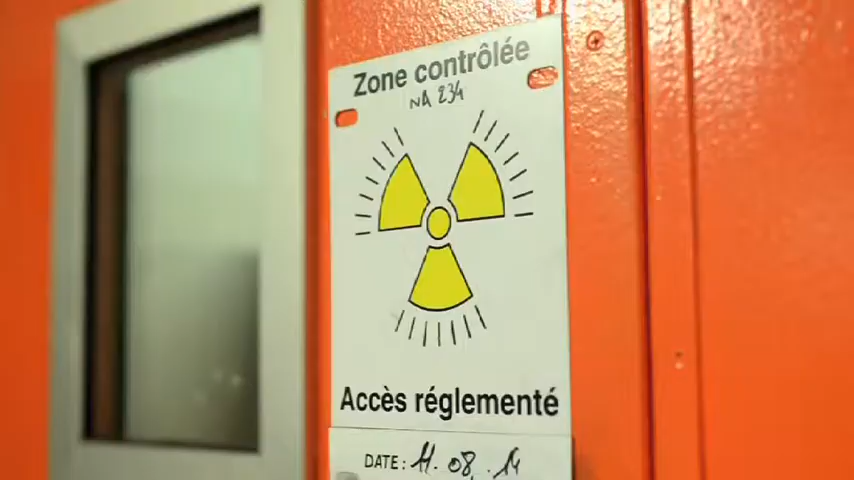 Zone contrôlée
NA 234
Accès réglementé
DATE: 11.08.14